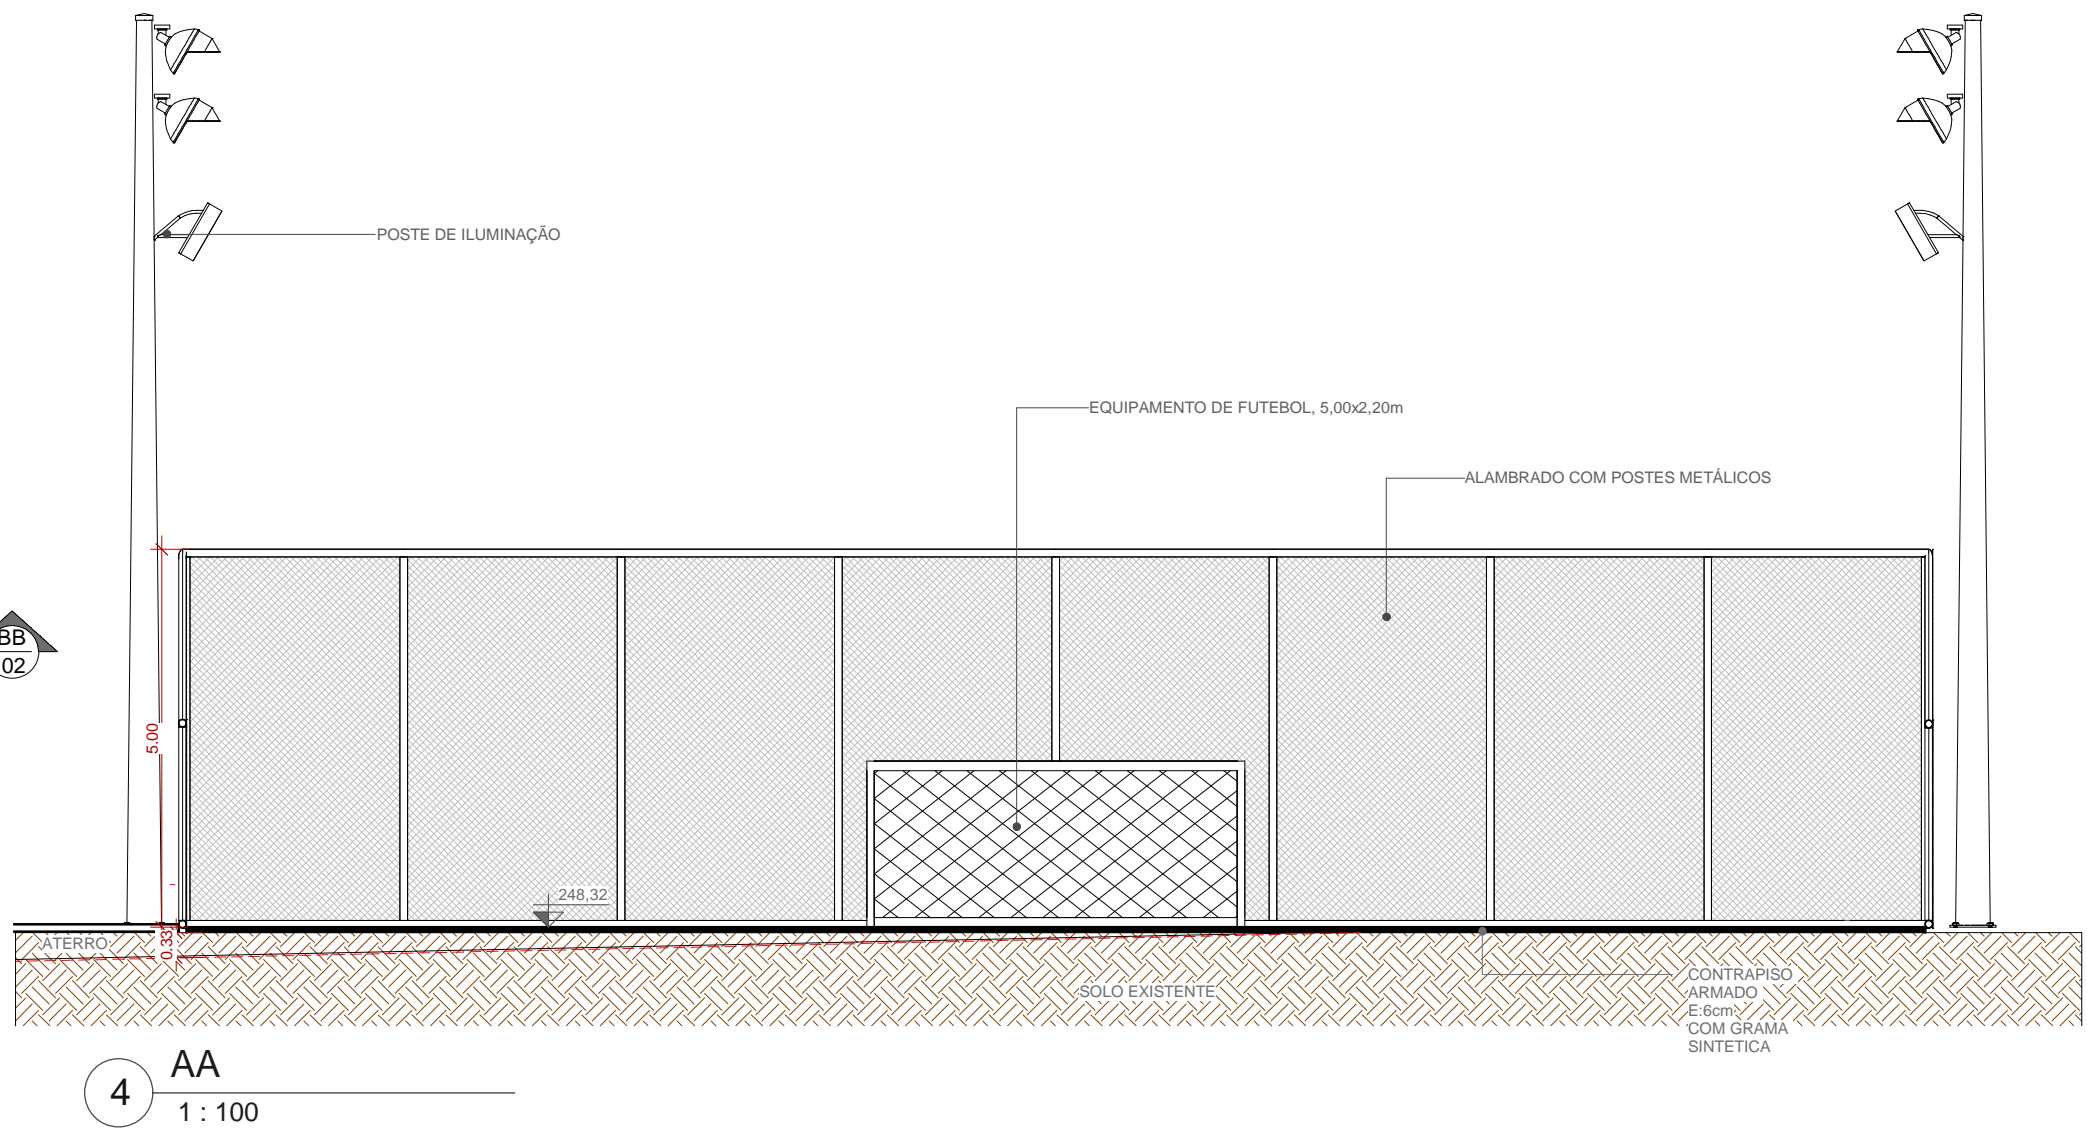 POSTE DE ILUMINAÇÃO
EQUIPAMENTO DE FUTEBOL, 5,00x2,20m
ALAMBRADO COM POSTES METÁLICOS
BB
02
5.00
248,32
0.33
ATERRO
SOLO EXISTENTE
CONTRAPISO
ARMADO
E:6cm
COM GRAMA
SINTETICA
4
AA
1 : 100